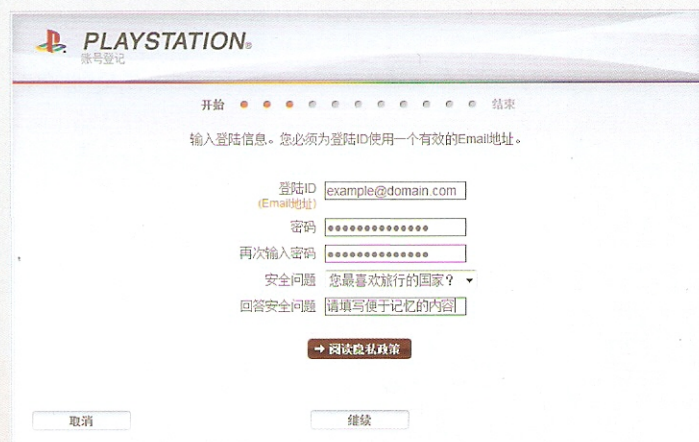 PLAYSTATION®
账号登记
开始 结束
输入登陆信息。您必须为登陆ID使用一个有效的Email地址。
登陆ID example@domain.com
(Email地址)
密码 ••••••••••••••
再次输入密码 ••••••••••••••
安全问题 您最喜欢旅行的国家？
回答安全问题 请填写便于记忆的内容
→ 阅读隐私政策
取消 继续